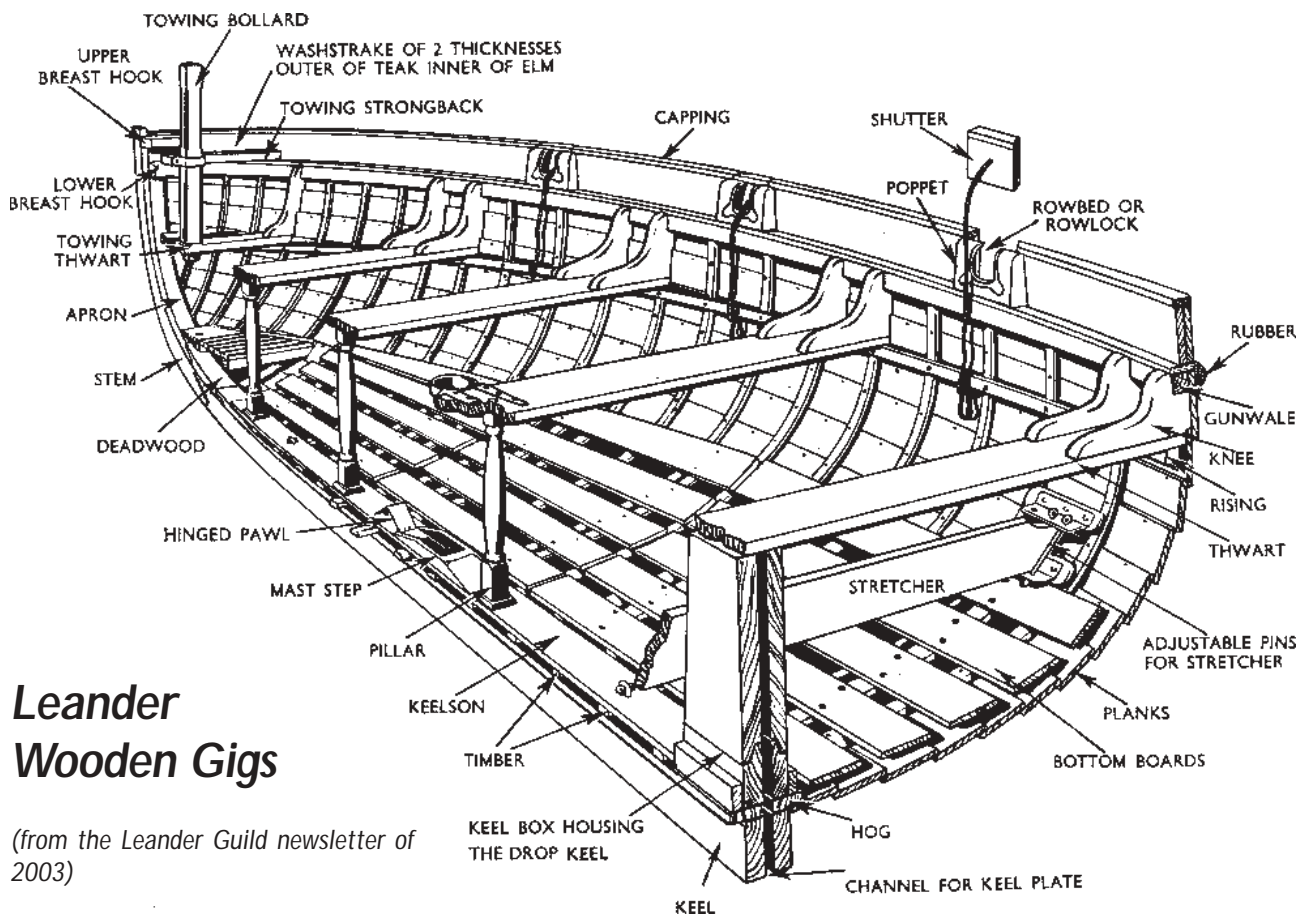 TOWING BOLLARD
UPPER
BREAST HOOK
WASHSTRAKE OF 2 THICKNESSES
OUTER OF TEAK INNER OF ELM
TOWING STRONGBACK
CAPPING
SHUTTER
LOWER
BREAST HOOK
POPPET
ROWBED OR
ROWLOCK
TOWING
THWART
APRON
RUBBER
STEM
GUNWALE
DEADWOOD
KNEE
RISING
HINGED PAWL
THWART
MAST STEP
STRETCHER
PILLAR
ADJUSTABLE PINS
FOR STRETCHER
KEELSON
PLANKS
TIMBER
BOTTOM BOARDS
Leander
Wooden Gigs
(from the Leander Guild newsletter of
2003)
KEEL BOX HOUSING
THE DROP KEEL
HOG
CHANNEL FOR KEEL PLATE
KEEL